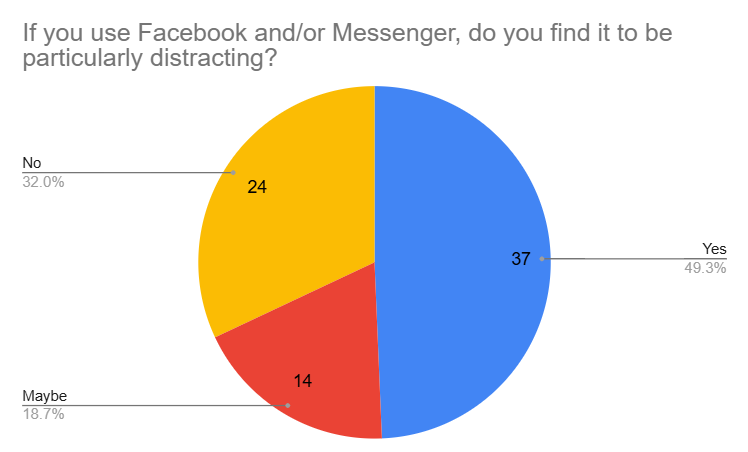 If you use Facebook and/or Messenger, do you find it to be
particularly distracting?
No
32.0%
24
37
Yes
49.3%
14
Maybe
18.7%